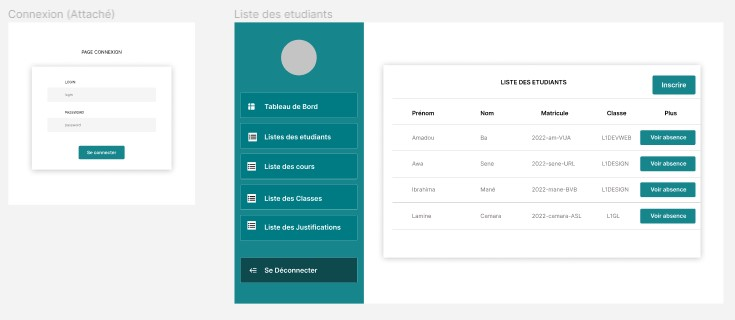 Connexion (Attaché)
PAGE CONNEXION
LOGIN
login
PASSWORD
password
Se connecter
Liste des etudiants
Tableau de Bord
Listes des etudiants
Liste des cours
Liste des Classes
Liste des Justifications
Se Déconnecter
LISTE DES ETUDIANTS
Inscrire
Prénom Nom Matricule Classe Plus
Amadou Ba 2022-am-VUA L1DEVWEB Voir absence
Awa Sene 2022-sene-URL L1DESIGN Voir absence
Ibrahima Mané 2022-mane-BVB L1DESIGN Voir absence
Lamine Camara 2022-camara-ASL L1GL Voir absence